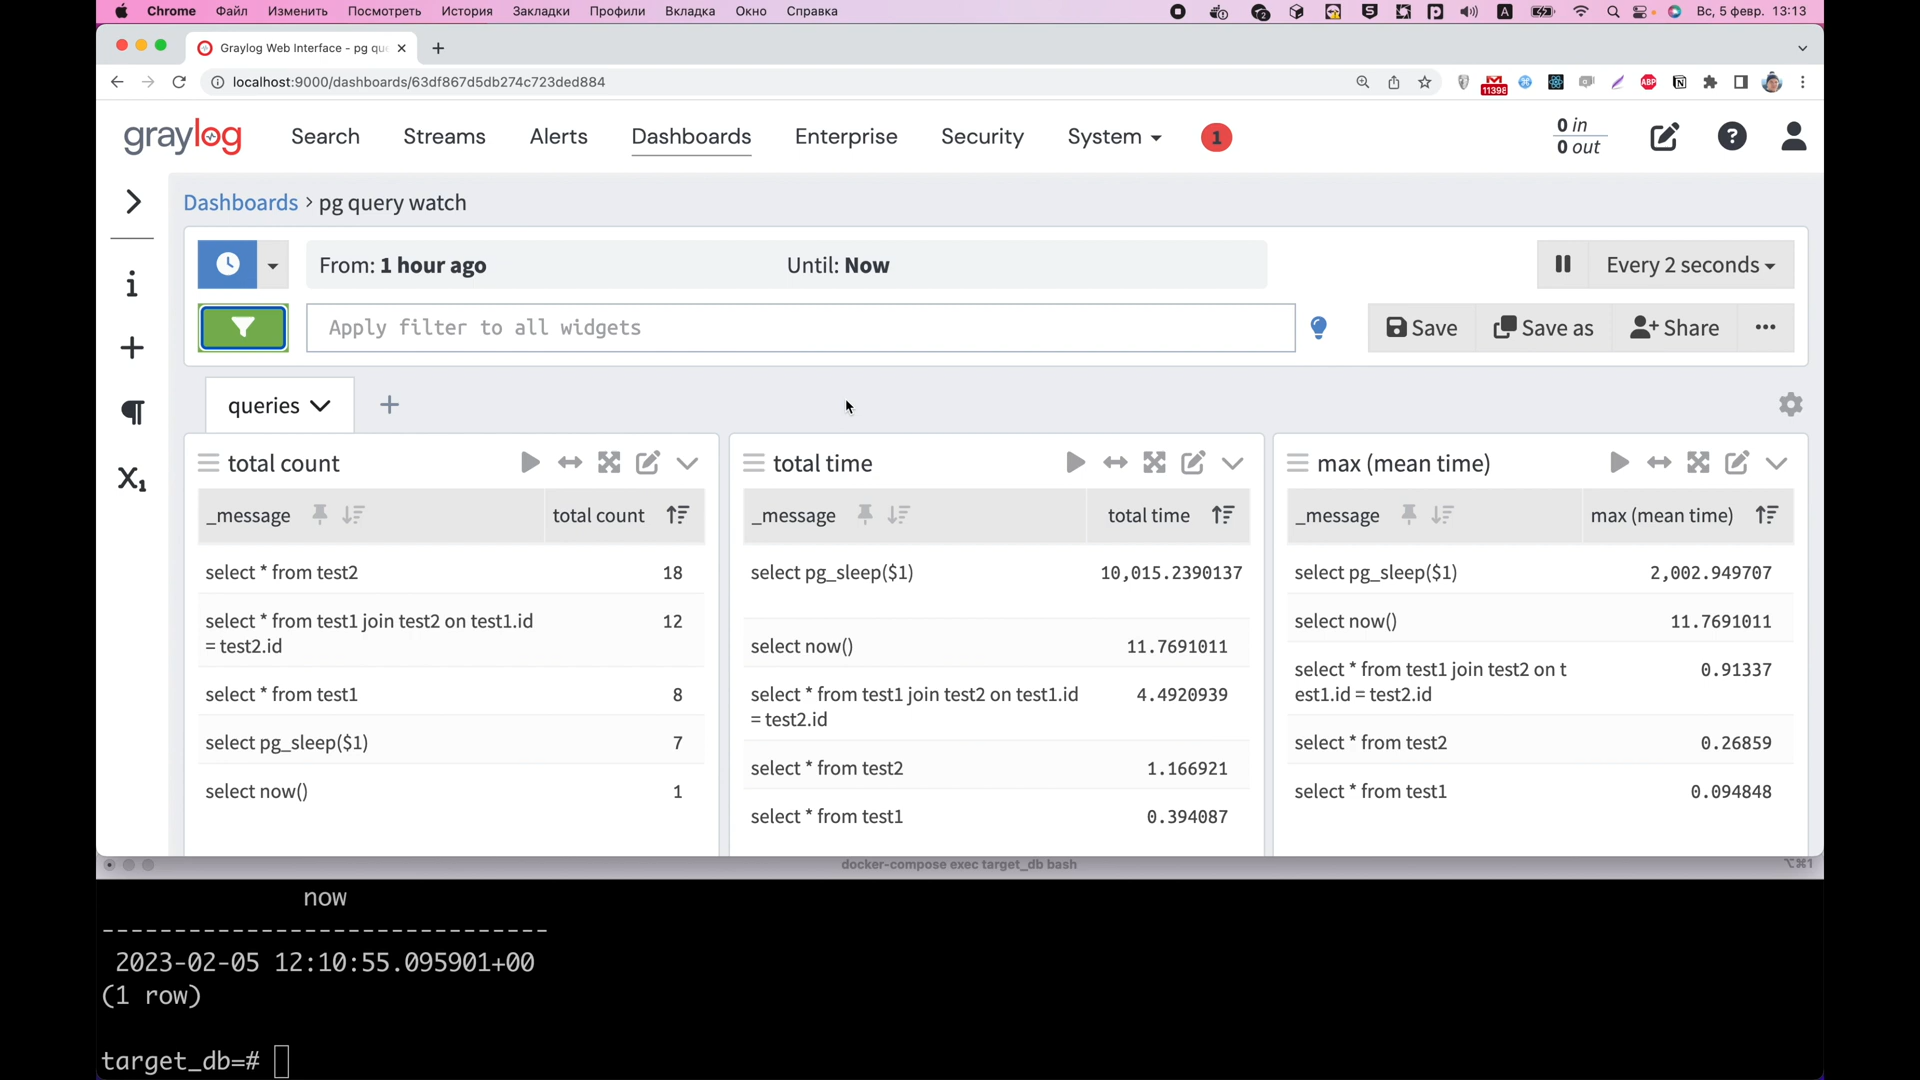 Chrome Файл Изменить Посмотреть История Закладки Профили Вкладка Окно Справка
2 A Вс, 5 февр. 13:13
Graylog Web Interface - pg que
localhost:9000/dashboards/63df867d5db274c723ded884
11398 ABP
graylog Search Streams Alerts Dashboards Enterprise Security System 1 0 in
0 out
Dashboards › pg query watch
From: 1 hour ago Until: Now Every 2 seconds
Apply filter to all widgets Save Save as Share
queries
total count
_message total count
select * from test2 18
select * from test1 join test2 on test1.id 12
= test2.id
select * from test1 8
select pg_sleep($1) 7
select now() 1
total time
_message total time
select pg_sleep($1) 10,015.2390137
select now() 11.7691011
select * from test1 join test2 on test1.id 4.4920939
= test2.id
select * from test2 1.166921
select * from test1 0.394087
max (mean time)
_message max (mean time)
select pg_sleep($1) 2,002.949707
select now() 11.7691011
select * from test1 join test2 on t 0.91337
est1.id = test2.id
select * from test2 0.26859
select * from test1 0.094848
docker-compose exec target_db bash ⌥⌘1
now
-------------------------------
2023-02-05 12:10:55.095901+00
(1 row)
target_db=#